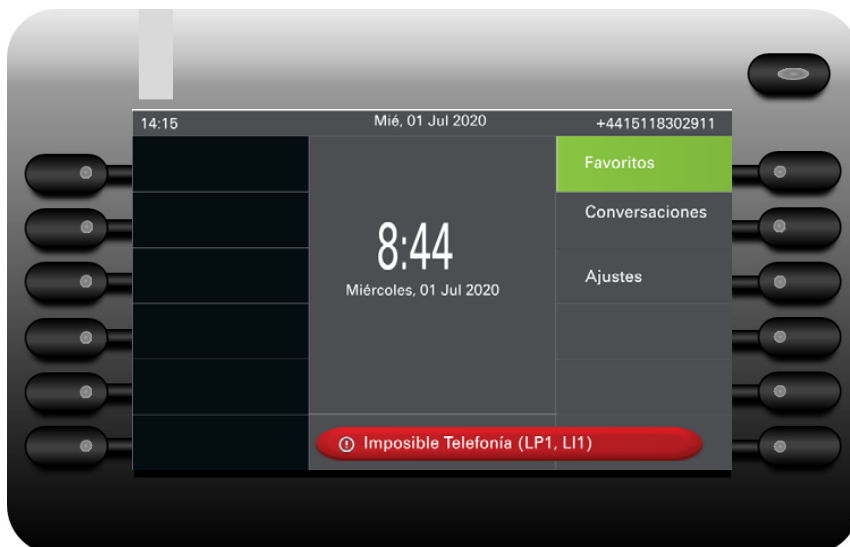 14:15
Mié, 01 Jul 2020
+4415118302911
Favoritos
Conversaciones
Ajustes
8:44
Miércoles, 01 Jul 2020
Imposible Telefonía (LP1, LI1)